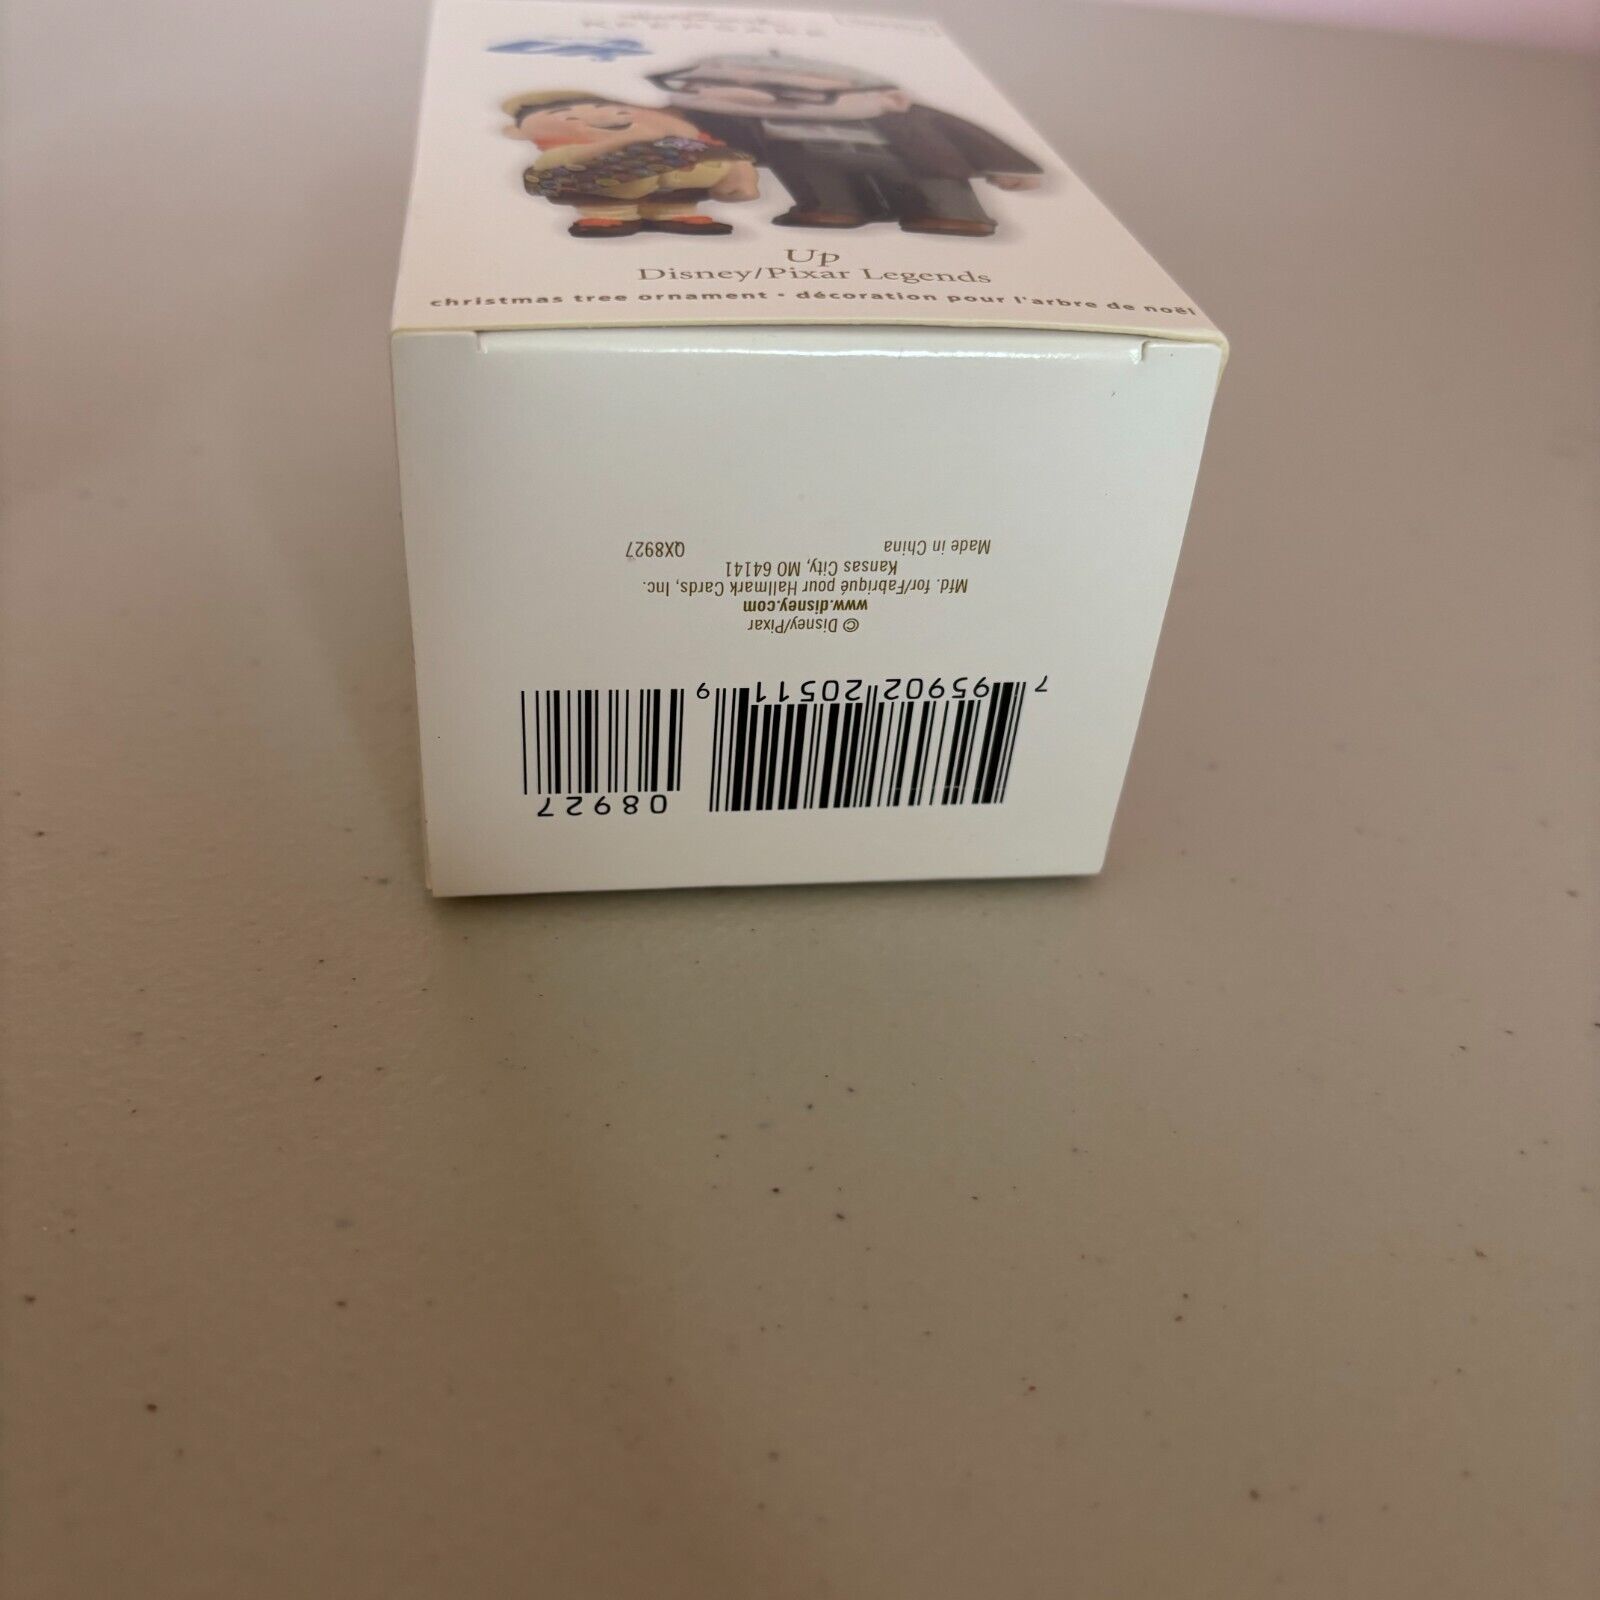 KEEPSAKE
Up
Disney/Pixar Legends
christmas tree ornament • décoration pour l'arbre de noël
08927
7 95902 20511 9
© Disney/Pixar
www.disney.com
Mfd. for/Fabriqué pour Hallmark Cards, Inc.
Kansas City, MO 64141
Made in China QX8927